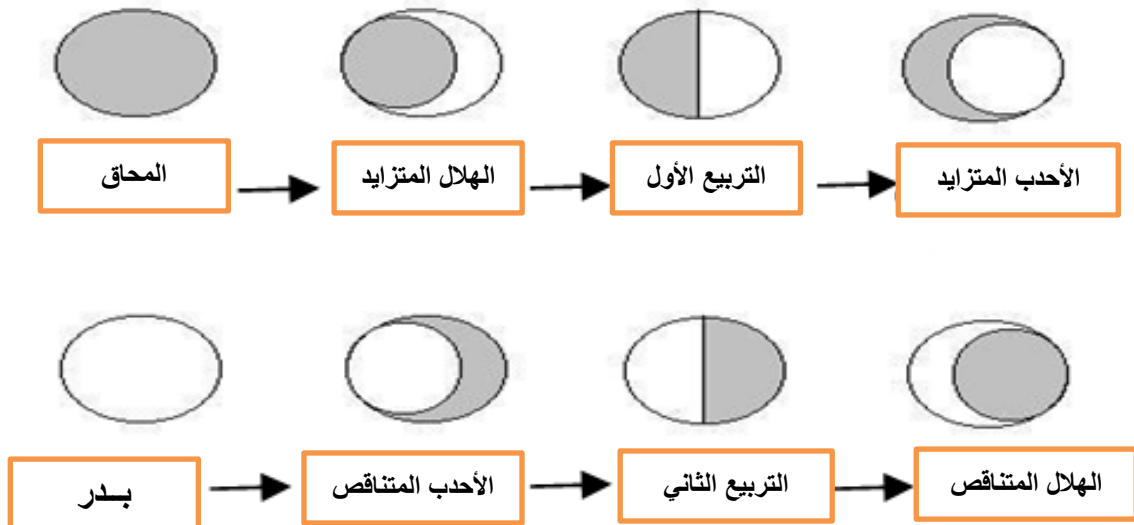 المحاق
الهلال المتزايد
التربيع الأول
الأحدب المتزايد
بــدر
الأحدب المتناقص
التربيع الثاني
الهلال المتناقص